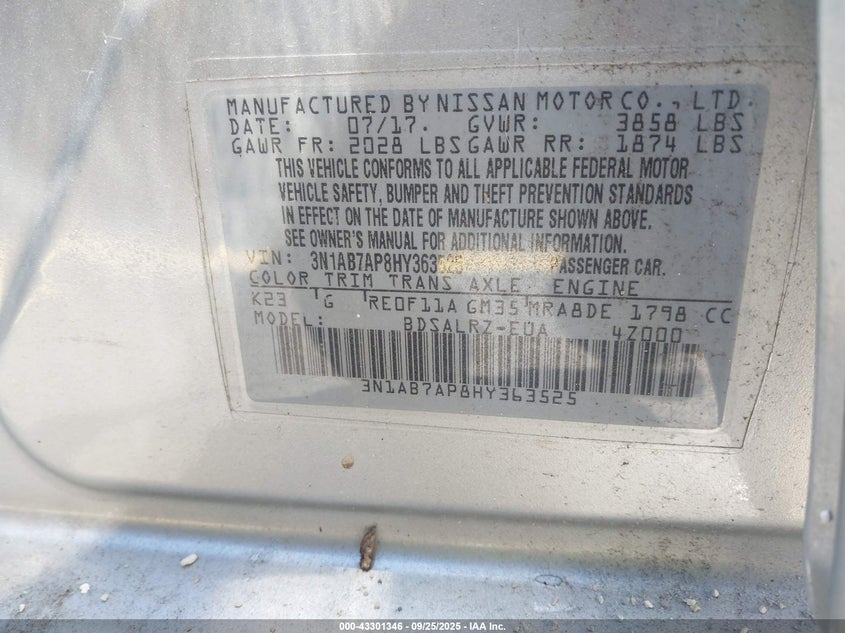 MANUFACTURED BY NISSAN MOTOR CO., LTD.
DATE: 07/17. GVWR: 3858 LBS
GAWR FR: 2028 LBS GAWR RR: 1874 LBS
THIS VEHICLE CONFORMS TO ALL APPLICABLE FEDERAL MOTOR
VEHICLE SAFETY, BUMPER AND THEFT PREVENTION STANDARDS
IN EFFECT ON THE DATE OF MANUFACTURE SHOWN ABOVE.
SEE OWNER'S MANUAL FOR ADDITIONAL INFORMATION.
VIN: 3N1AB7AP8HY363525 PASSENGER CAR.
COLOR TRIM TRANS AXLE ENGINE
K23 G RE0F11A GM35 MRA8DE 1798 CC
MODEL: BDSALRZ-EUA 4Z000
3N1AB7AP8HY363525
000-43301346 - 09/25/2025 - IAA Inc.